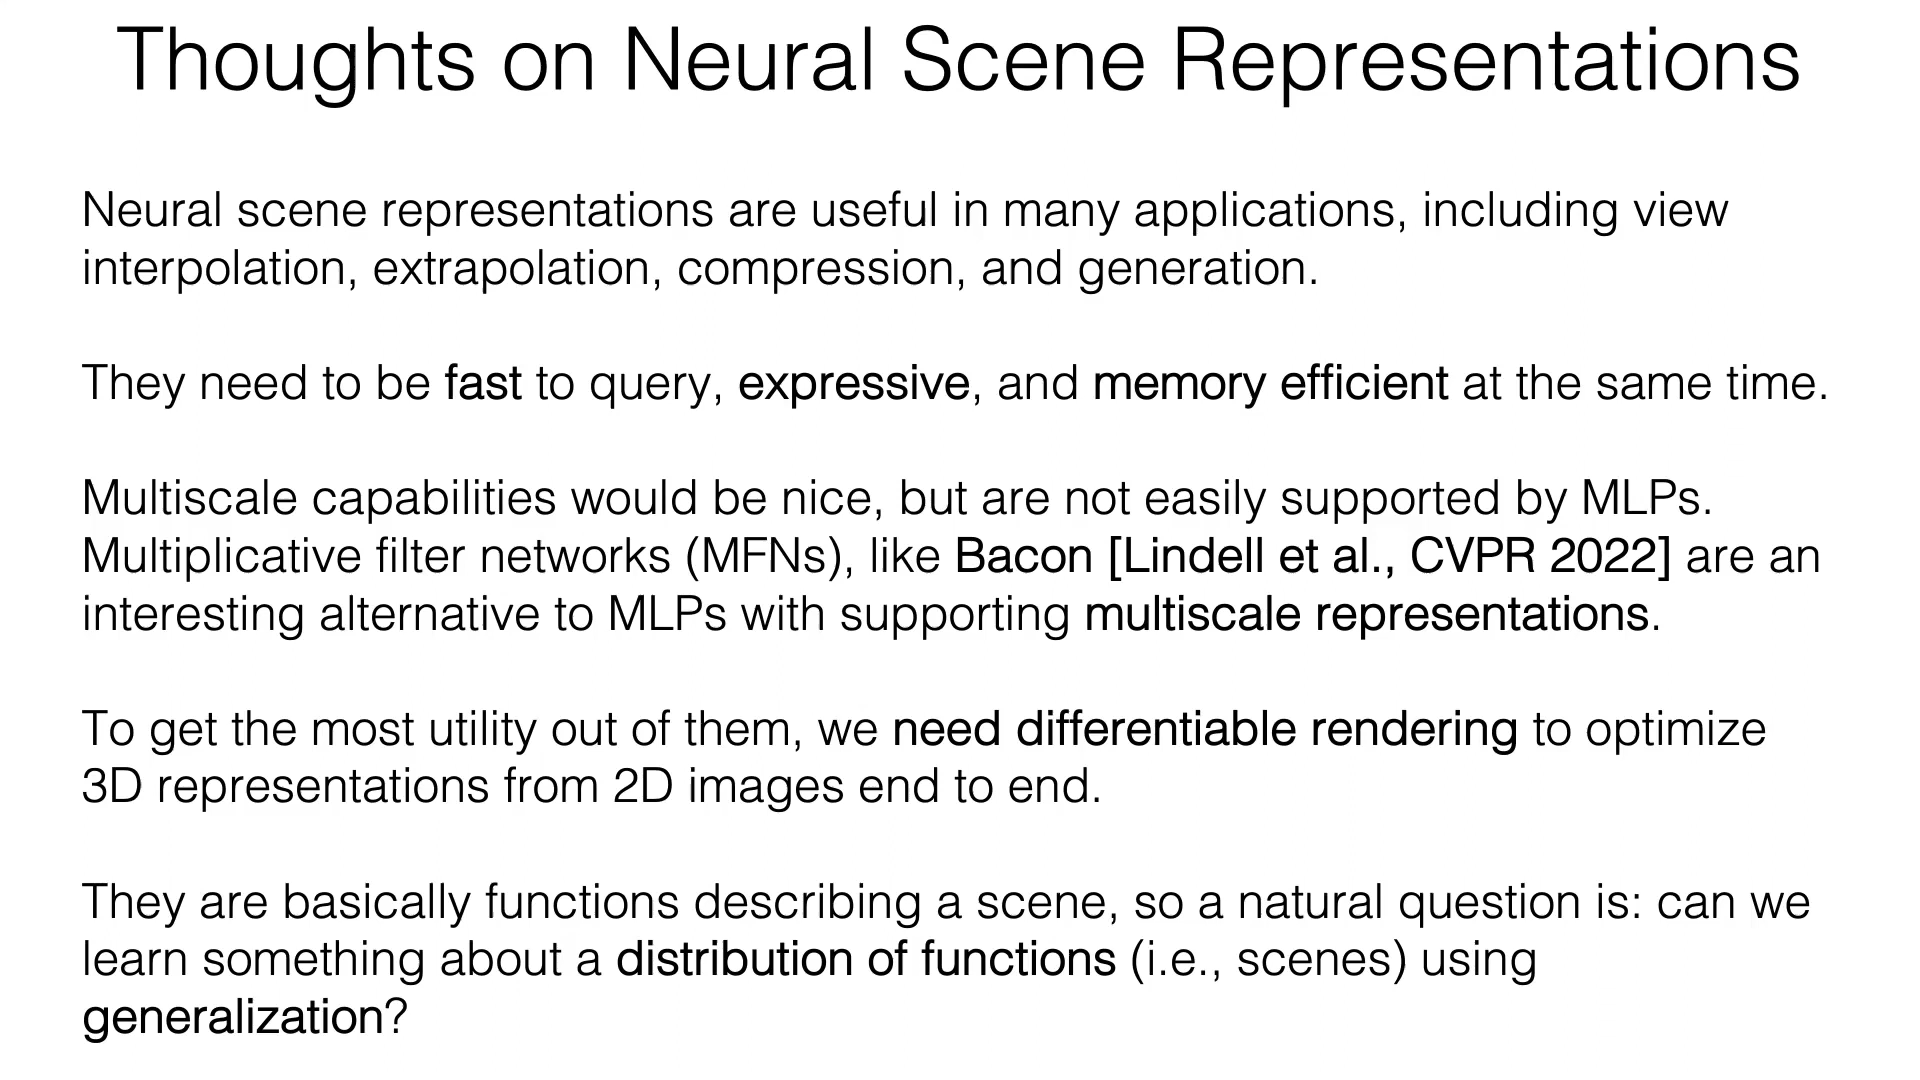 Thoughts on Neural Scene Representations
Neural scene representations are useful in many applications, including view
interpolation, extrapolation, compression, and generation.
They need to be fast to query, expressive, and memory efficient at the same time.
Multiscale capabilities would be nice, but are not easily supported by MLPs.
Multiplicative filter networks (MFNs), like Bacon [Lindell et al., CVPR 2022] are an
interesting alternative to MLPs with supporting multiscale representations.
To get the most utility out of them, we need differentiable rendering to optimize
3D representations from 2D images end to end.
They are basically functions describing a scene, so a natural question is: can we
learn something about a distribution of functions (i.e., scenes) using
generalization?